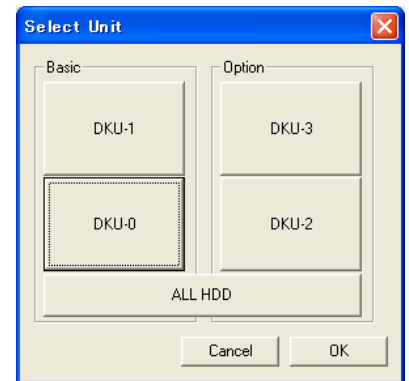 Select Unit
Basic
Option
DKU-1
DKU-3
DKU-0
DKU-2
ALL HDD
Cancel
OK